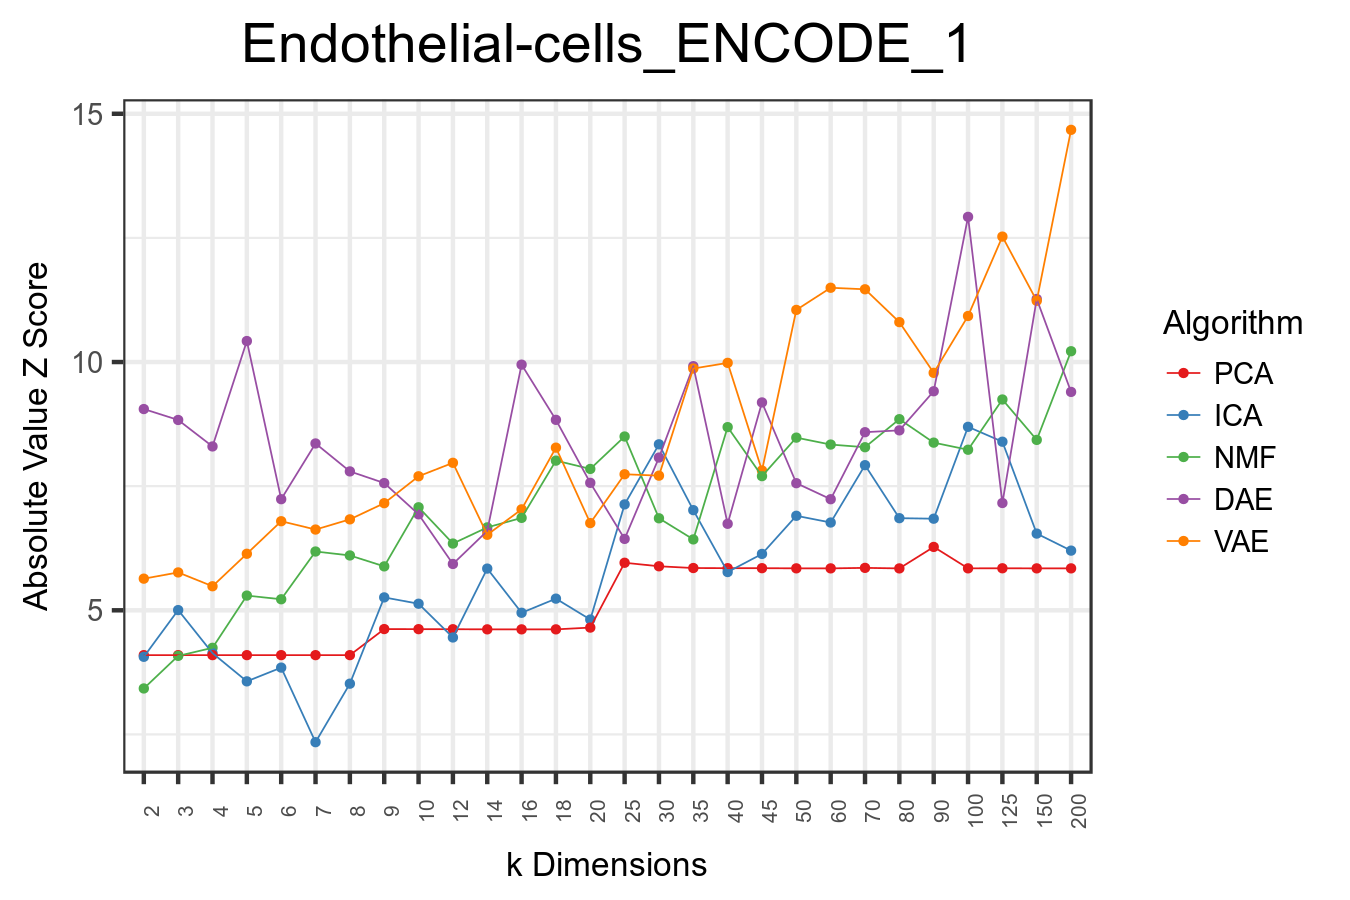 Endothelial-cells_ENCODE_1
Absolute Value Z Score
15
10
5
2 3 4 5 6 7 8 9 10 12 14 16 18 20 25 30 35 40 45 50 60 70 80 90 100 125 150 200
k Dimensions
Algorithm
PCA
ICA
NMF
DAE
VAE